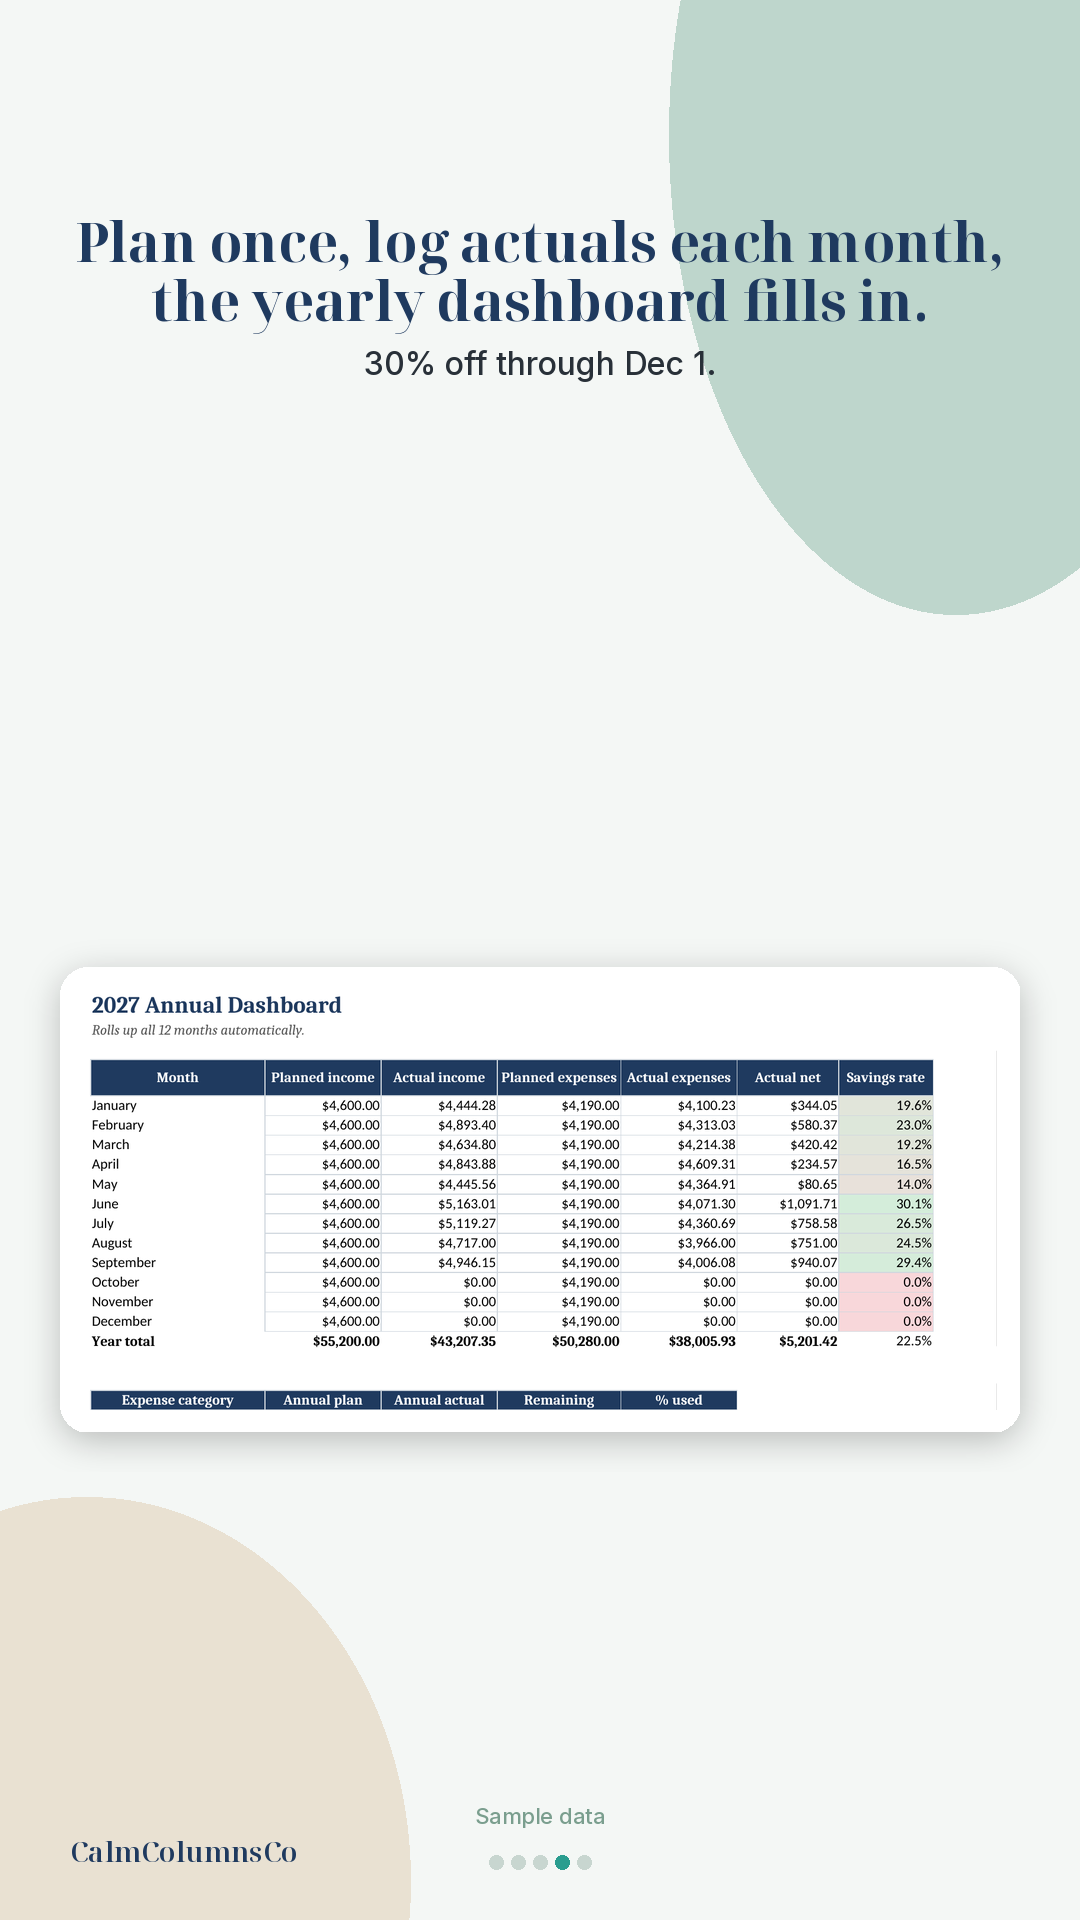 Plan once, log actuals each month,
the yearly dashboard fills in.
30% off through Dec 1.
2027 Annual Dashboard
Rolls up all 12 months automatically.
Month Planned income Actual income Planned expenses Actual expenses Actual net Savings rate
January $4,600.00 $4,444.28 $4,190.00 $4,100.23 $344.05 19.6%
February $4,600.00 $4,893.40 $4,190.00 $4,313.03 $580.37 23.0%
March $4,600.00 $4,634.80 $4,190.00 $4,214.38 $420.42 19.2%
April $4,600.00 $4,843.88 $4,190.00 $4,609.31 $234.57 16.5%
May $4,600.00 $4,445.56 $4,190.00 $4,364.91 $80.65 14.0%
June $4,600.00 $5,163.01 $4,190.00 $4,071.30 $1,091.71 30.1%
July $4,600.00 $5,119.27 $4,190.00 $4,360.69 $758.58 26.5%
August $4,600.00 $4,717.00 $4,190.00 $3,966.00 $751.00 24.5%
September $4,600.00 $4,946.15 $4,190.00 $4,006.08 $940.07 29.4%
October $4,600.00 $0.00 $4,190.00 $0.00 $0.00 0.0%
November $4,600.00 $0.00 $4,190.00 $0.00 $0.00 0.0%
December $4,600.00 $0.00 $4,190.00 $0.00 $0.00 0.0%
Year total $55,200.00 $43,207.35 $50,280.00 $38,005.93 $5,201.42 22.5%
Expense category Annual plan Annual actual Remaining % used
Sample data
CalmColumnsCo